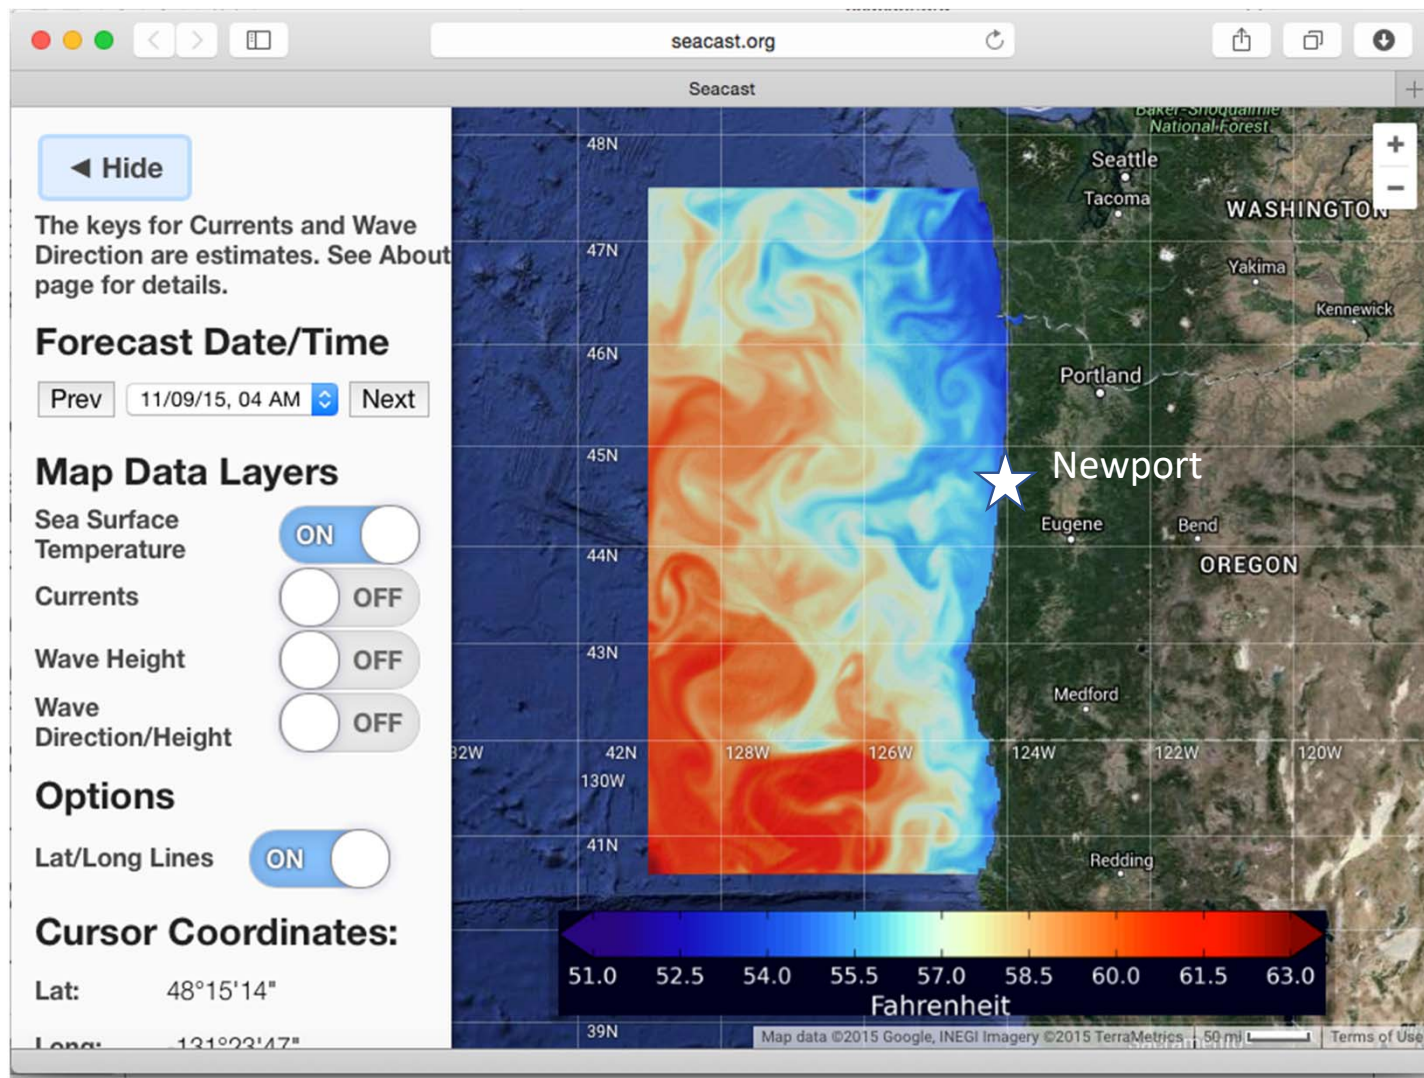 seacast.org
Seacast
◄ Hide
The keys for Currents and Wave
Direction are estimates. See About
page for details.
Forecast Date/Time
Prev
11/09/15, 04 AM
Next
Map Data Layers
Sea Surface
Temperature
ON
Currents
OFF
Wave Height
OFF
Wave
Direction/Height
OFF
Options
Lat/Long Lines
ON
Cursor Coordinates:
Lat: 48°15'14"
Long: -131°23'47"
48N
47N
46N
45N
44N
43N
42N
41N
39N
32W
130W
128W
126W
124W
122W
120W
Baker-Snoqualmie
National Forest
Seattle
Tacoma
WASHINGTON
Yakima
Kennewick
Portland
Newport
Eugene
Bend
OREGON
Medford
Redding
+
−
51.0 52.5 54.0 55.5 57.0 58.5 60.0 61.5 63.0
Fahrenheit
Map data ©2015 Google, INEGI Imagery ©2015 TerraMetrics
50 mi
Terms of Use